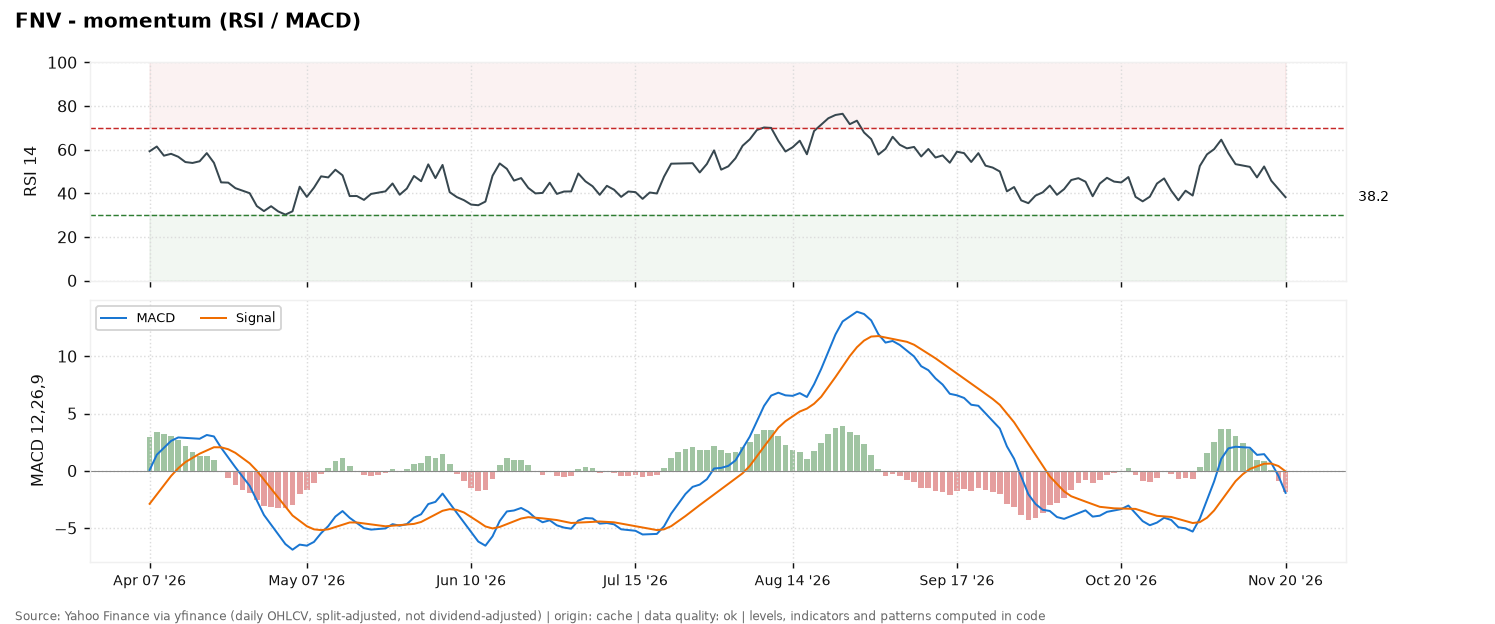 FNV - momentum (RSI / MACD)
100
80
60
40
20
0
RSI 14
38.2
MACD
Signal
10
5
0
−5
MACD 12,26,9
Apr 07 '26
May 07 '26
Jun 10 '26
Jul 15 '26
Aug 14 '26
Sep 17 '26
Oct 20 '26
Nov 20 '26
Source: Yahoo Finance via yfinance (daily OHLCV, split-adjusted, not dividend-adjusted) | origin: cache | data quality: ok | levels, indicators and patterns computed in code